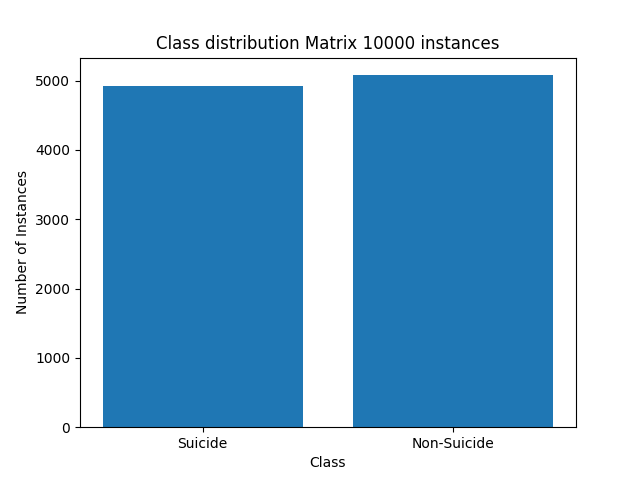 Class distribution Matrix 10000 instances
Number of Instances
5000
4000
3000
2000
1000
0
Suicide
Non-Suicide
Class